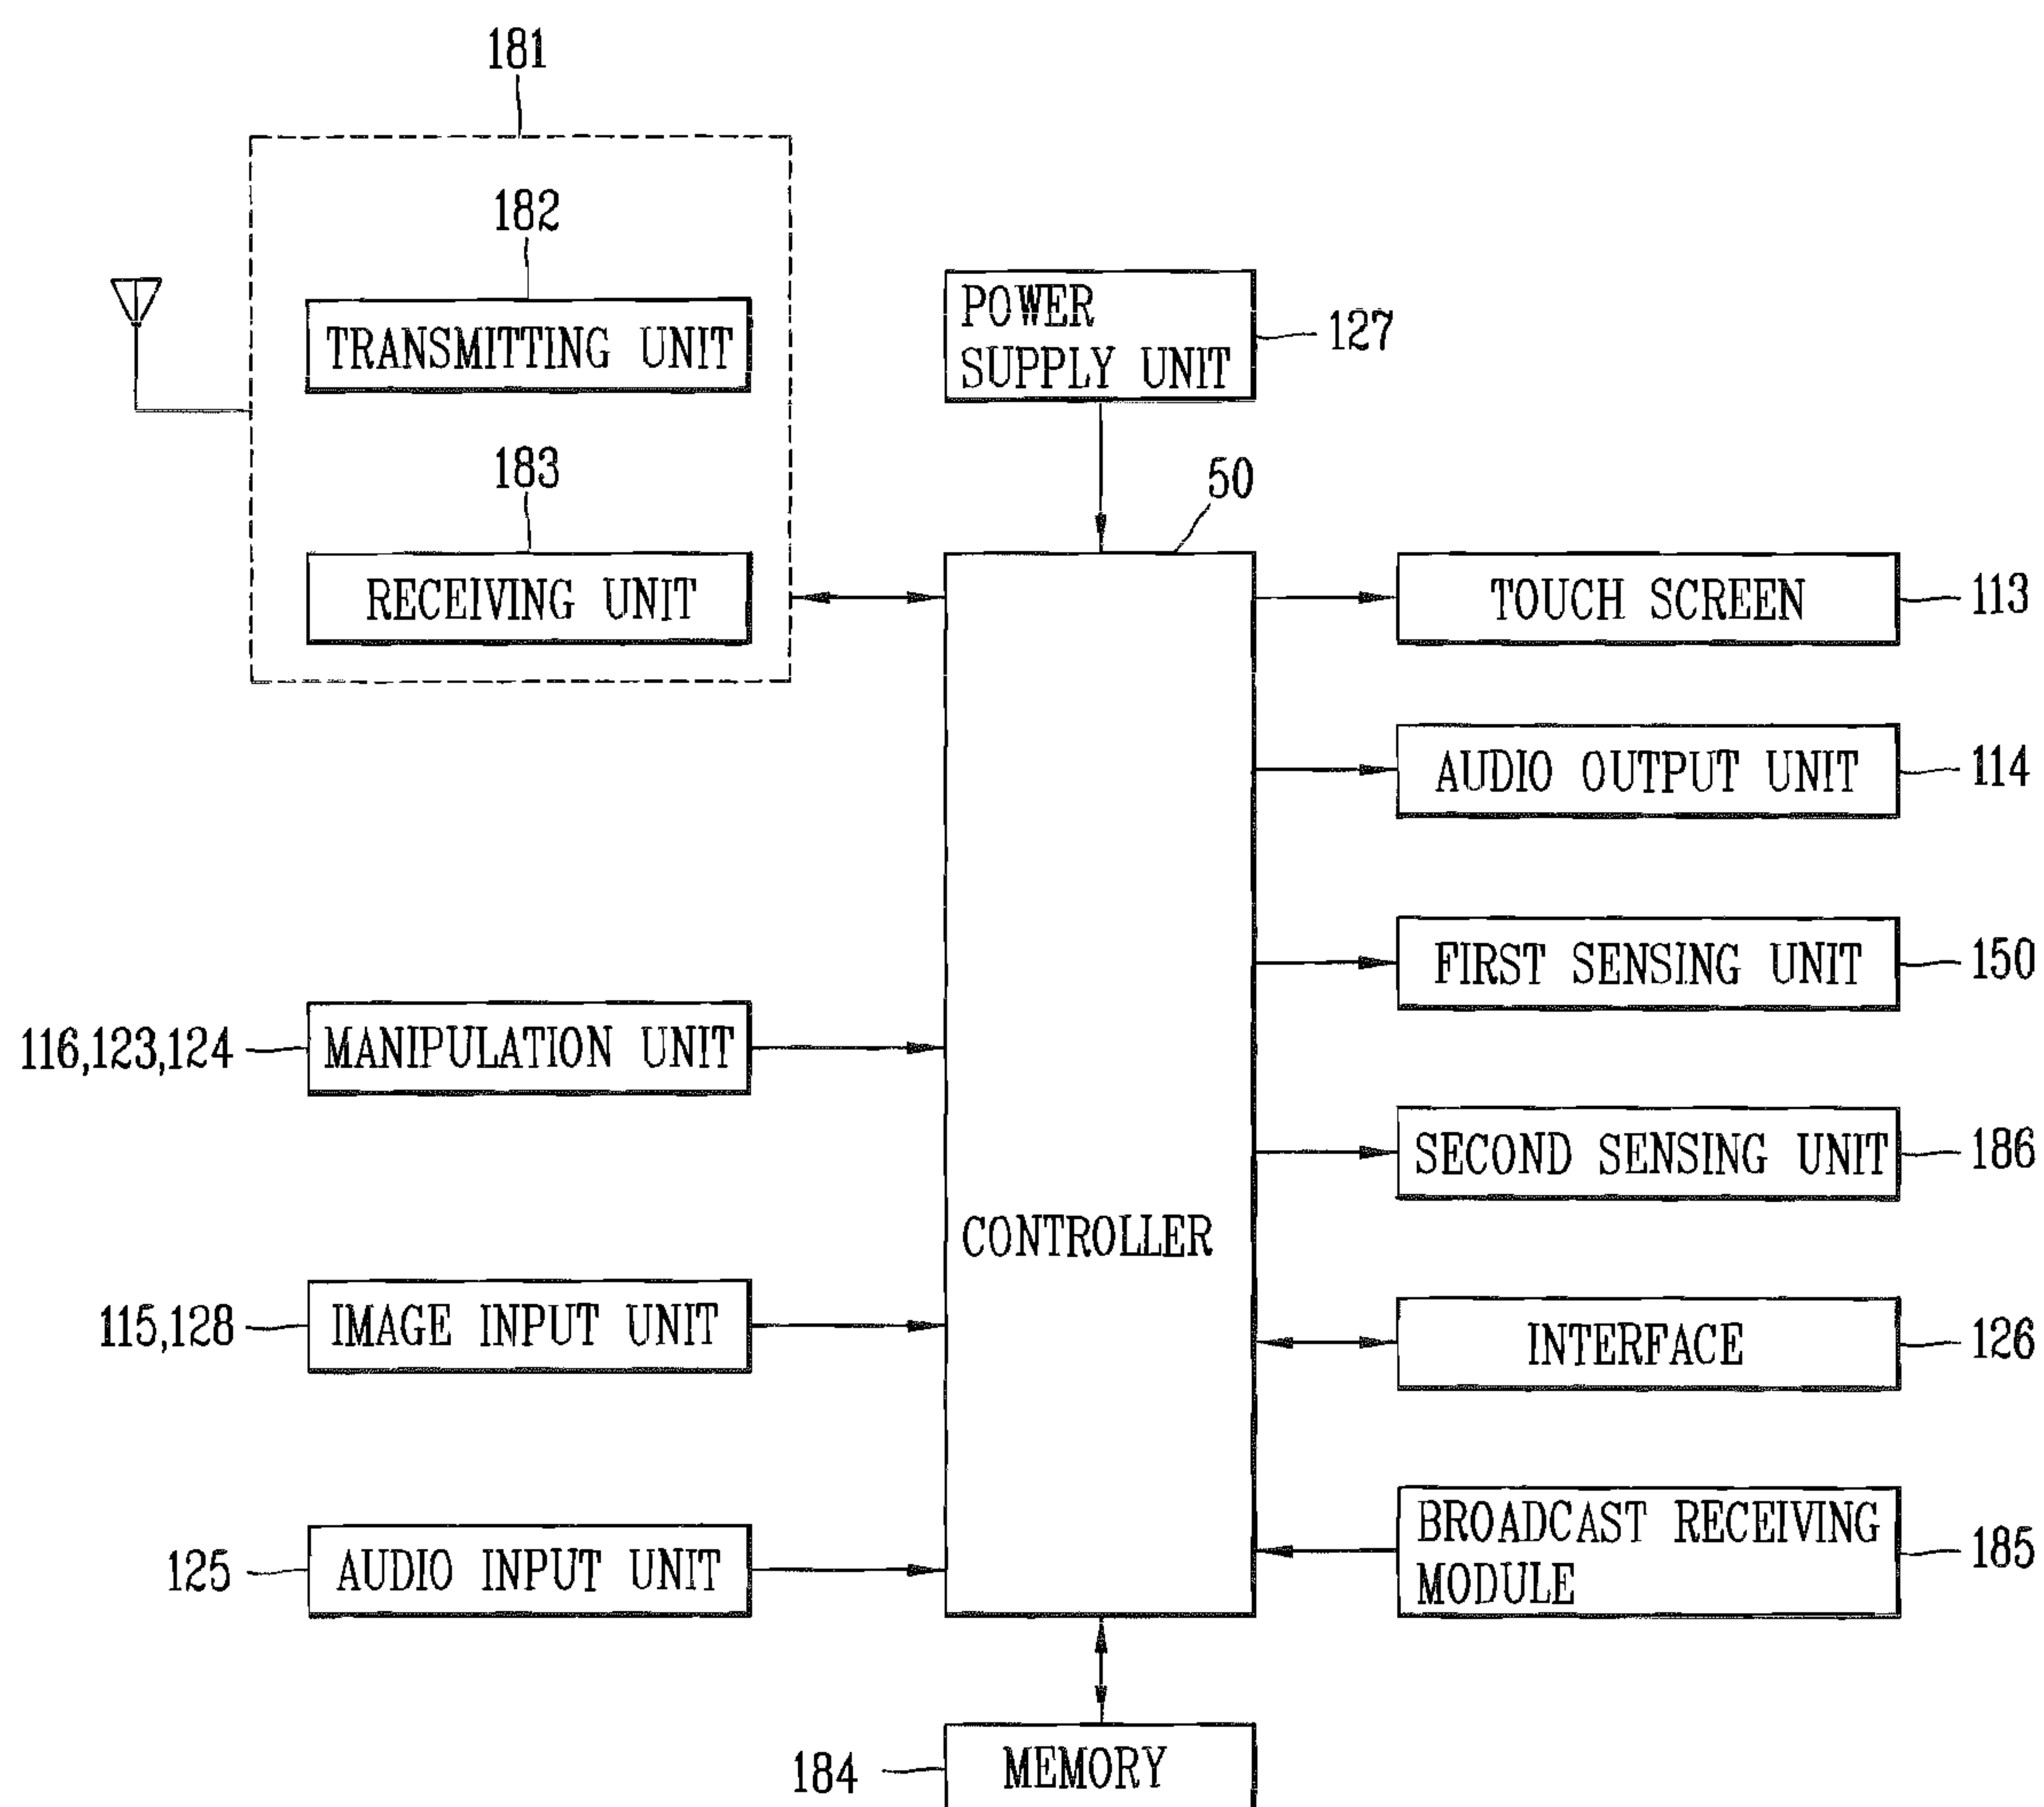 181
182
TRANSMITTING UNIT
183
RECEIVING UNIT
POWER
SUPPLY UNIT
127
50
TOUCH SCREEN
113
AUDIO OUTPUT UNIT
114
FIRST SENSING UNIT
150
116,123,124
MANIPULATION UNIT
SECOND SENSING UNIT
186
CONTROLLER
115,128
IMAGE INPUT UNIT
INTERFACE
126
125
AUDIO INPUT UNIT
BROADCAST RECEIVING
MODULE
185
184
MEMORY